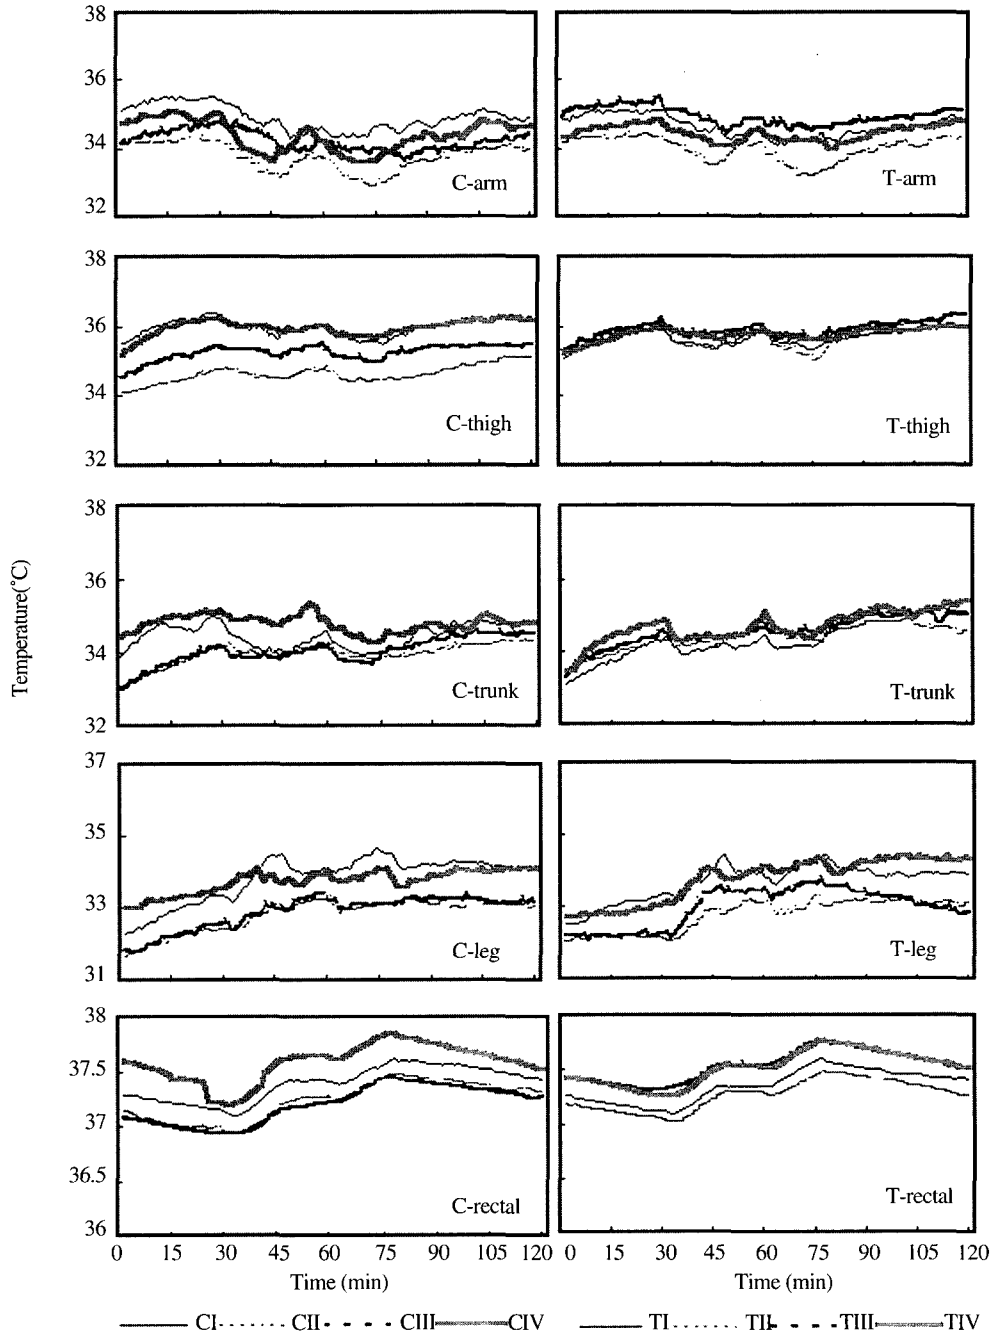 38
36
34
32
C-arm
T-arm
38
36
34
32
C-thigh
T-thigh
38
36
34
32
C-trunk
T-trunk
Temperature(°C)
37
35
33
31
C-leg
T-leg
38
37.5
37
36.5
36
C-rectal
T-rectal
0 15 30 45 60 75 90 105 120
0 15 30 45 60 75 90 105 120
Time (min)
Time (min)
CI CII CIII CIV
TI TII TIII TIV